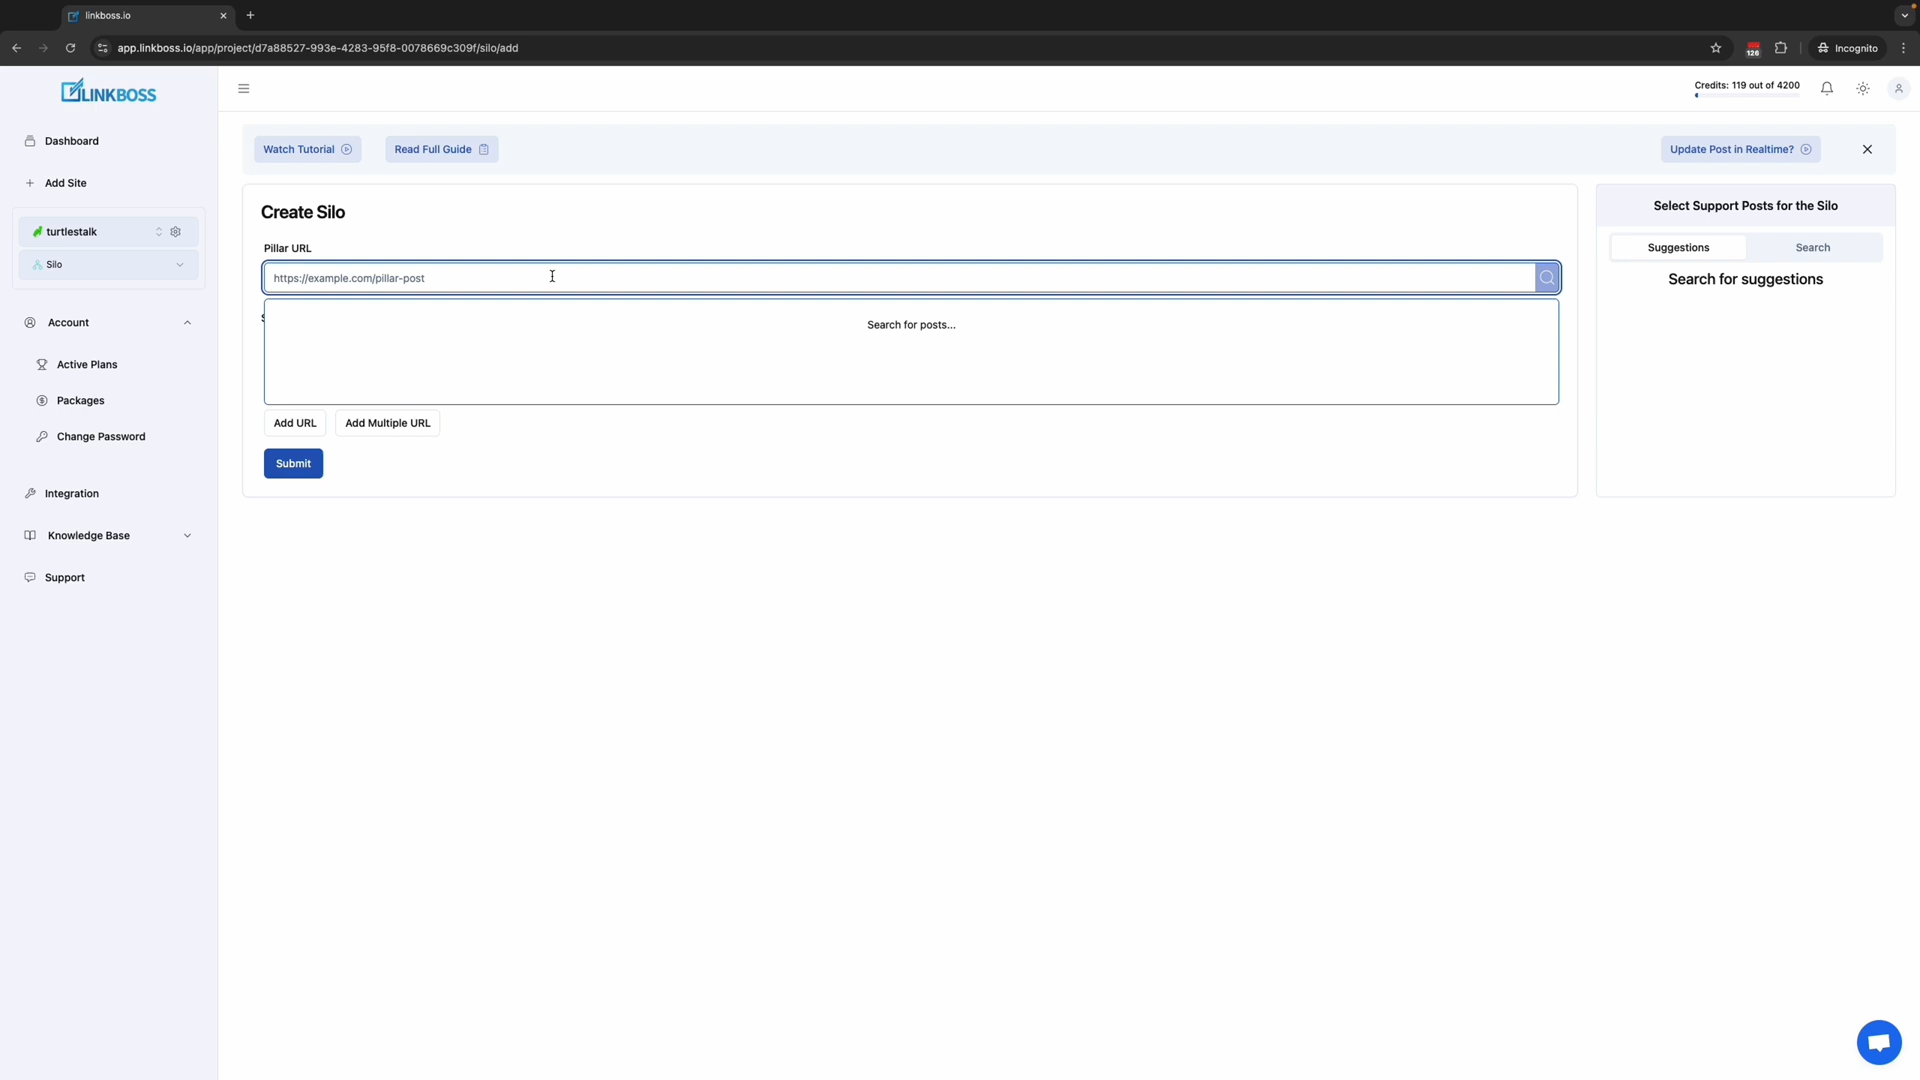 linkboss.io
app.linkboss.io/app/project/d7a88527-993e-4283-95f8-0078669c309f/silo/add
126
Incognito
LINKBOSS
Credits: 119 out of 4200
Dashboard
Add Site
turtlestalk
Silo
Account
Active Plans
Packages
Change Password
Integration
Knowledge Base
Support
Watch Tutorial
Read Full Guide
Update Post in Realtime?
Create Silo
Pillar URL
https://example.com/pillar-post
Search for posts...
Add URL
Add Multiple URL
Submit
Select Support Posts for the Silo
Suggestions
Search
Search for suggestions